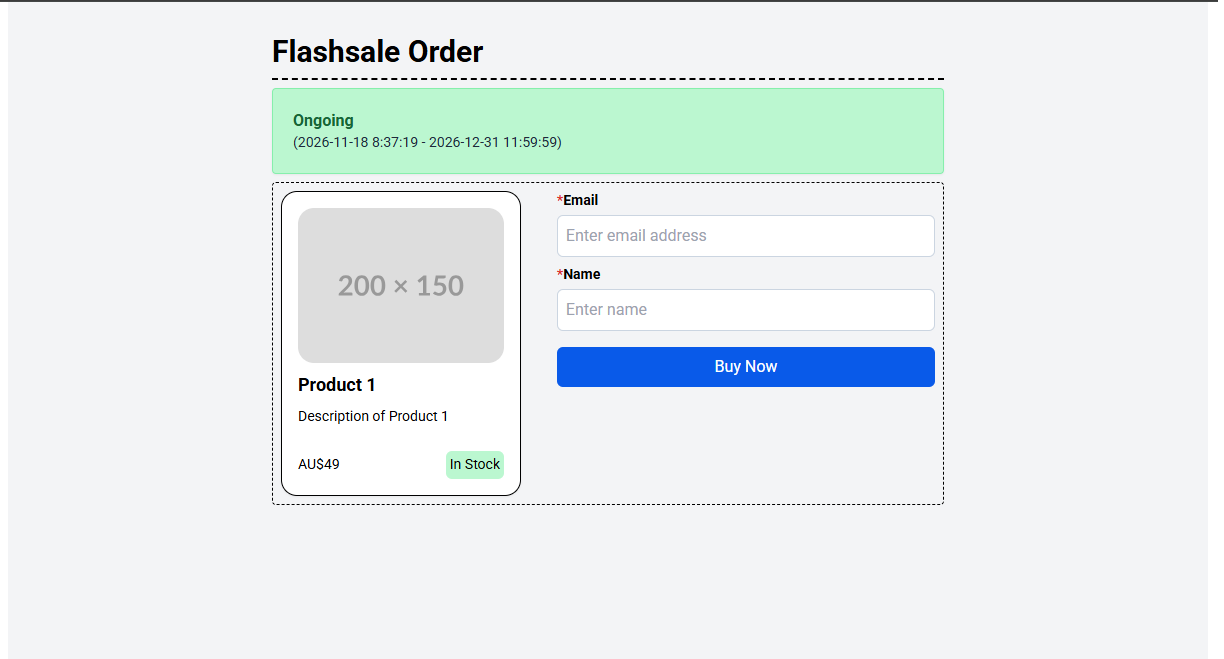 Flashsale Order
Ongoing
(2026-11-18 8:37:19 - 2026-12-31 11:59:59)
200 × 150
Product 1
Description of Product 1
AU$49
In Stock
*Email
Enter email address
*Name
Enter name
Buy Now